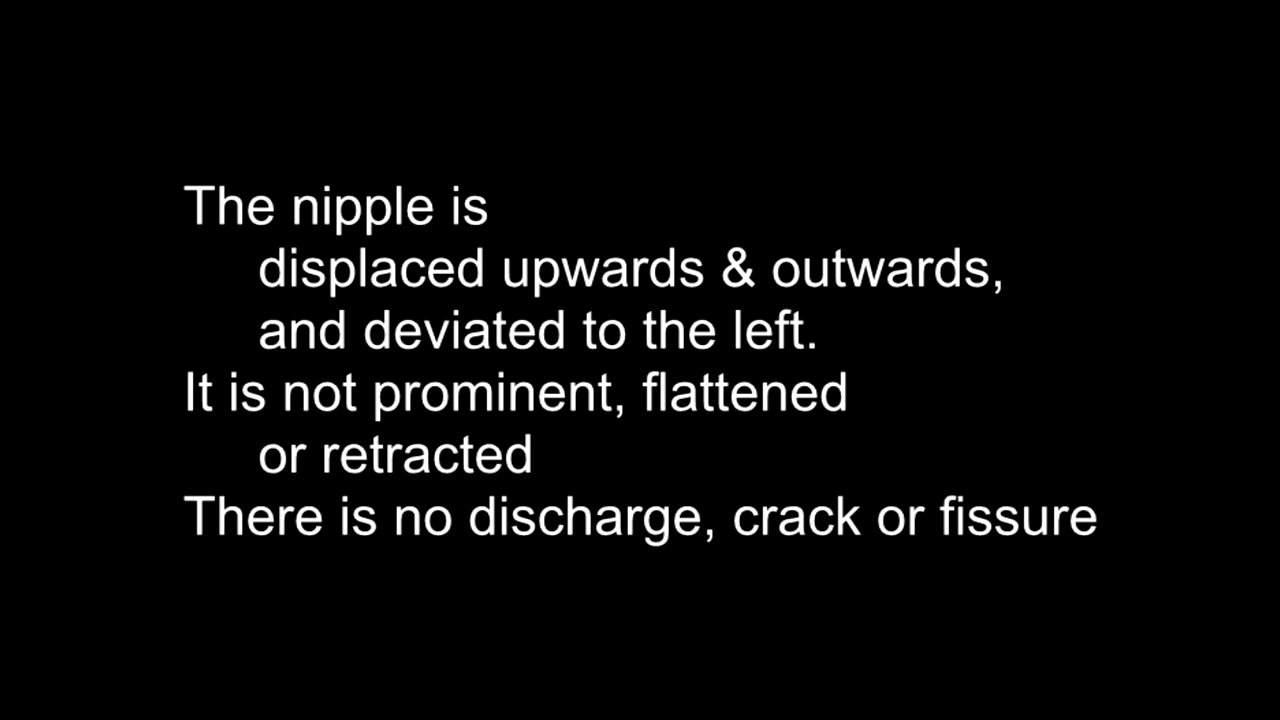 The nipple is
displaced upwards & outwards,
and deviated to the left.
It is not prominent, flattened
or retracted
There is no discharge, crack or fissure